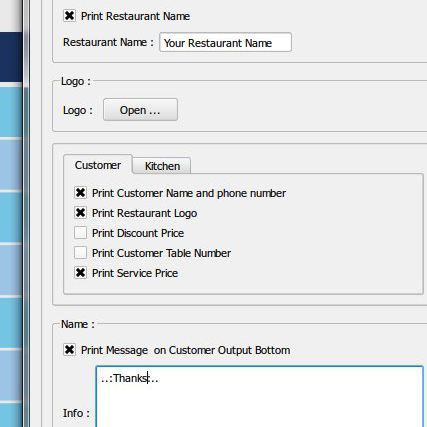 Print Restaurant Name
Restaurant Name : Your Restaurant Name
Logo :
Logo : Open ...
Customer Kitchen
Print Customer Name and phone number
Print Restaurant Logo
Print Discount Price
Print Customer Table Number
Print Service Price
Name :
Print Message on Customer Output Bottom
..:Thanks:..
Info :